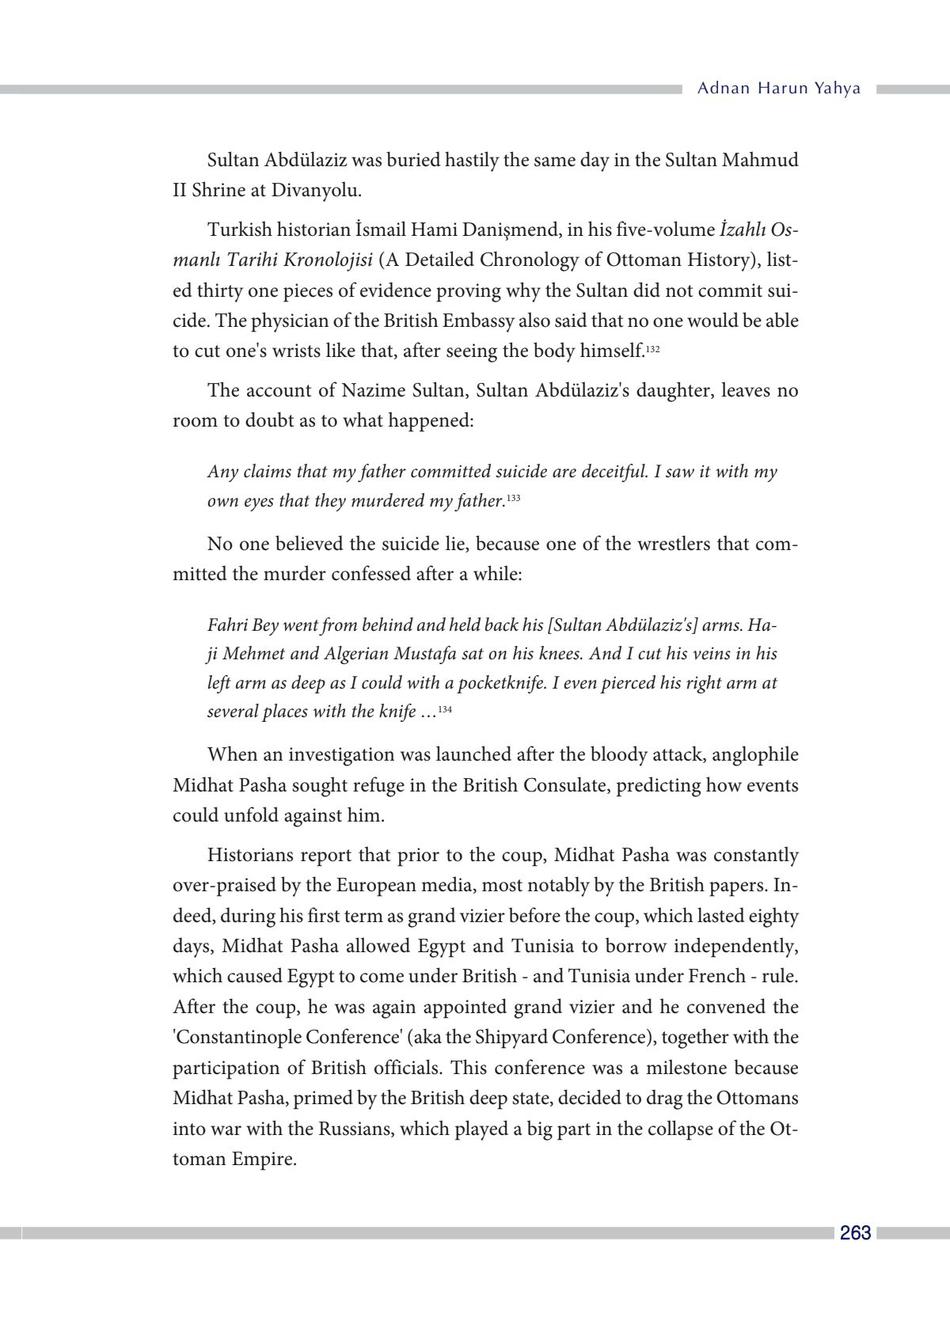 Adnan Harun Yahya
Sultan Abdülaziz was buried hastily the same day in the Sultan Mahmud
II Shrine at Divanyolu.
Turkish historian İsmail Hami Danişmend, in his five-volume İzahlı Os-
manlı Tarihi Kronolojisi (A Detailed Chronology of Ottoman History), list-
ed thirty one pieces of evidence proving why the Sultan did not commit sui-
cide. The physician of the British Embassy also said that no one would be able
to cut one's wrists like that, after seeing the body himself.132
The account of Nazime Sultan, Sultan Abdülaziz's daughter, leaves no
room to doubt as to what happened:
Any claims that my father committed suicide are deceitful. I saw it with my
own eyes that they murdered my father.133
No one believed the suicide lie, because one of the wrestlers that com-
mitted the murder confessed after a while:
Fahri Bey went from behind and held back his [Sultan Abdülaziz's] arms. Ha-
ji Mehmet and Algerian Mustafa sat on his knees. And I cut his veins in his
left arm as deep as I could with a pocketknife. I even pierced his right arm at
several places with the knife …134
When an investigation was launched after the bloody attack, anglophile
Midhat Pasha sought refuge in the British Consulate, predicting how events
could unfold against him.
Historians report that prior to the coup, Midhat Pasha was constantly
over-praised by the European media, most notably by the British papers. In-
deed, during his first term as grand vizier before the coup, which lasted eighty
days, Midhat Pasha allowed Egypt and Tunisia to borrow independently,
which caused Egypt to come under British - and Tunisia under French - rule.
After the coup, he was again appointed grand vizier and he convened the
'Constantinople Conference' (aka the Shipyard Conference), together with the
participation of British officials. This conference was a milestone because
Midhat Pasha, primed by the British deep state, decided to drag the Ottomans
into war with the Russians, which played a big part in the collapse of the Ot-
toman Empire.
263